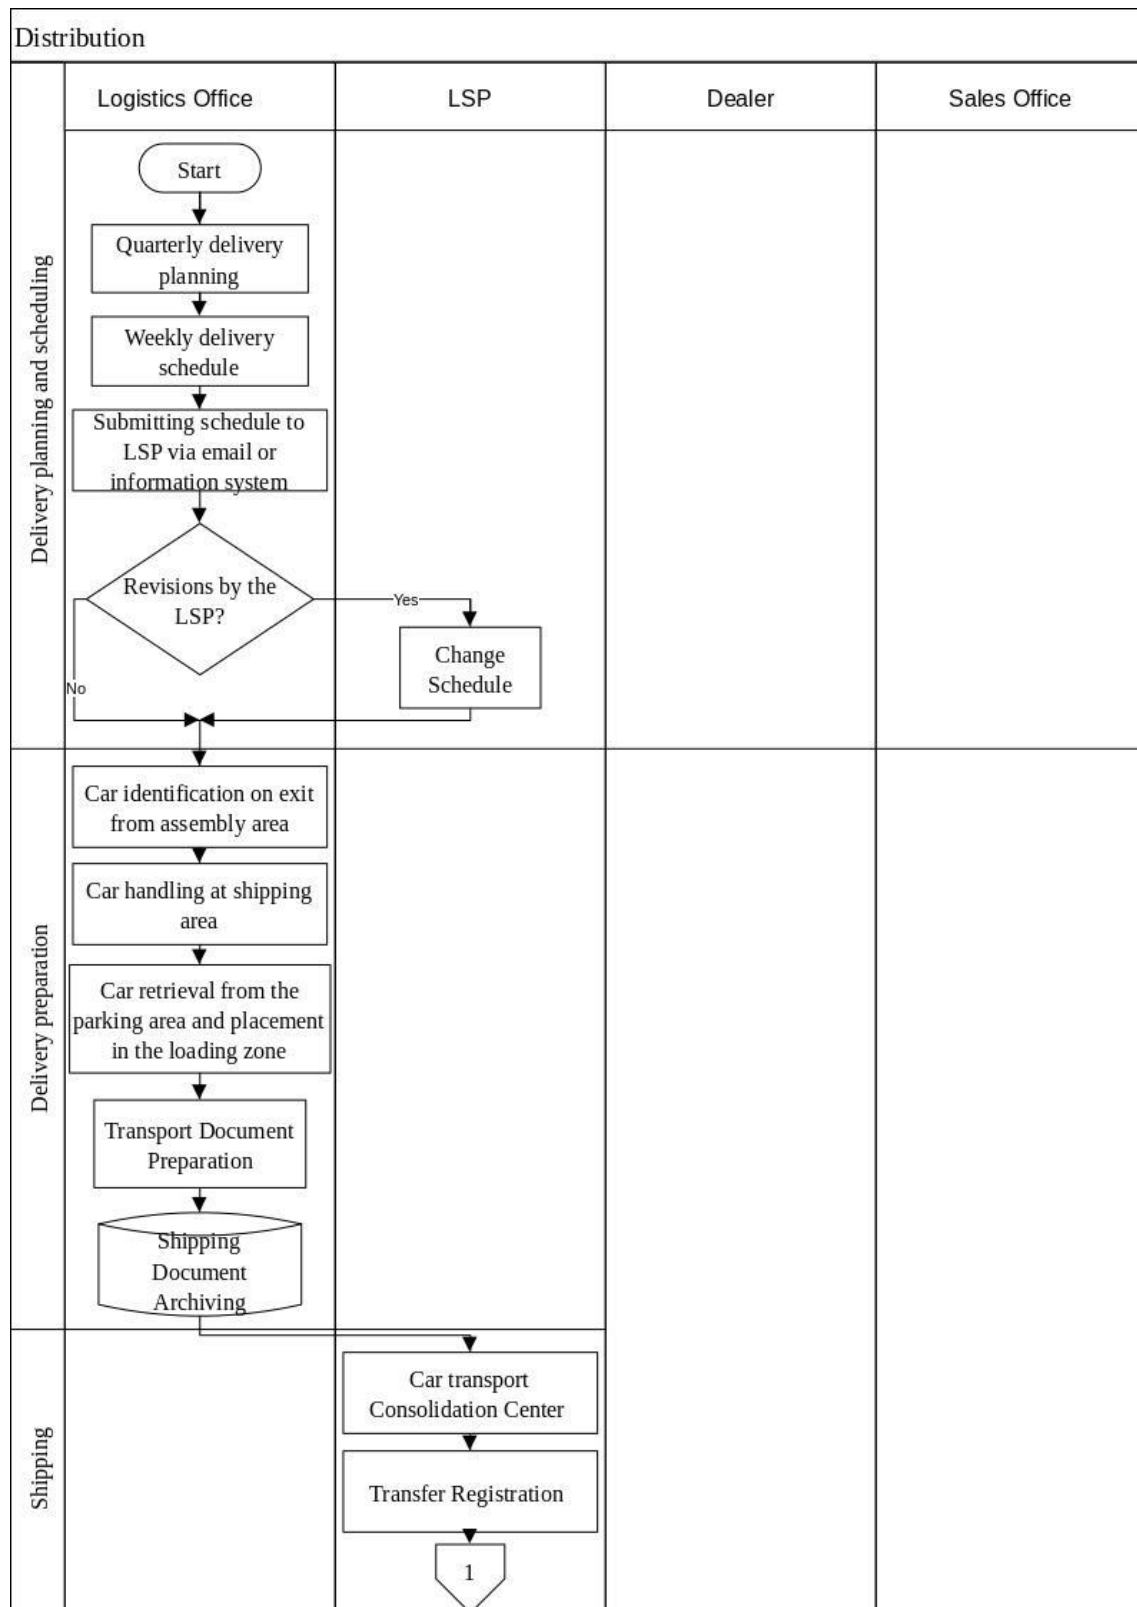 Distribution
Logistics Office
LSP
Dealer
Sales Office
Delivery planning and scheduling
Start
Quarterly delivery
planning
Weekly delivery
schedule
Submitting schedule to
LSP via email or
information system
Revisions by the
LSP?
Yes
Change
Schedule
No
Delivery preparation
Car identification on exit
from assembly area
Car handling at shipping
area
Car retrieval from the
parking area and placement
in the loading zone
Transport Document
Preparation
Shipping
Document
Archiving
Shipping
Car transport
Consolidation Center
Transfer Registration
1